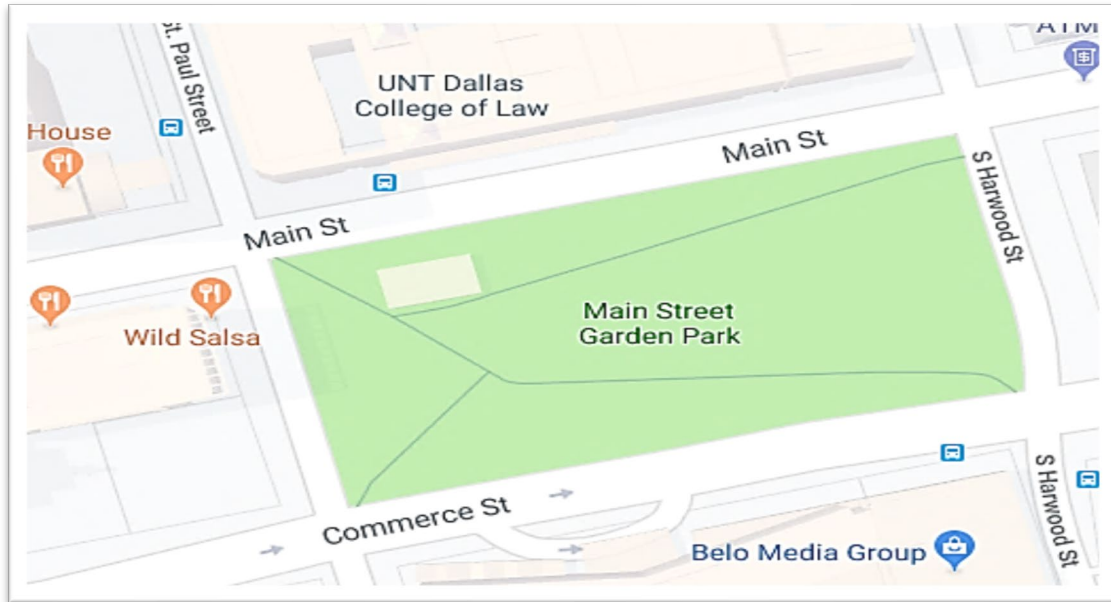 ATM
St. Paul Street
UNT Dallas
College of Law
House
Main St
S Harwood St
Main St
Main Street
Garden Park
Wild Salsa
Commerce St
S Harwood St
Belo Media Group